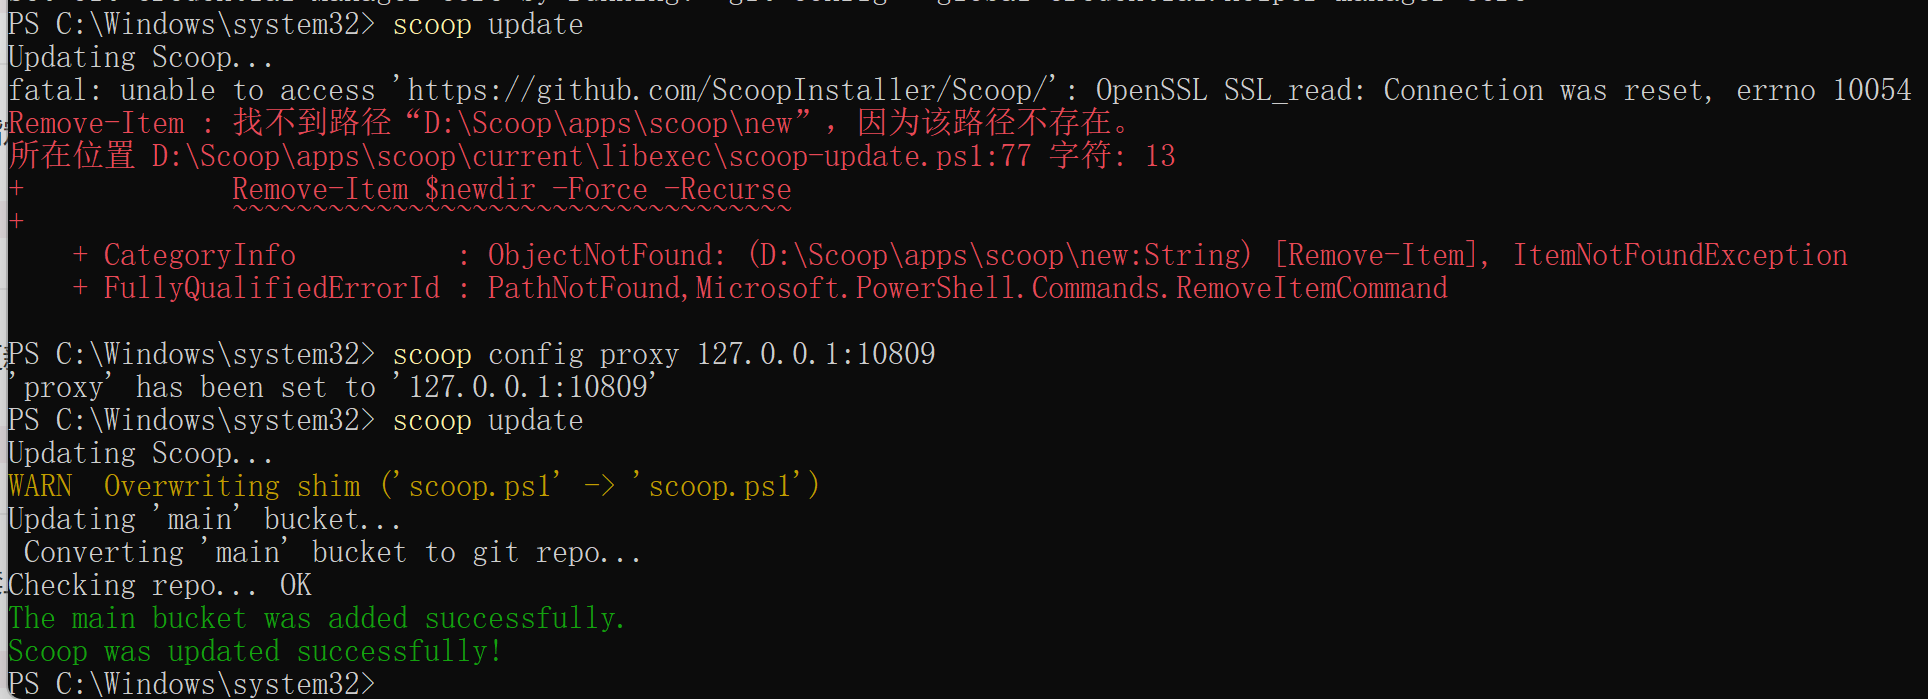 PS C:\Windows\system32> scoop update
Updating Scoop...
fatal: unable to access 'https://github.com/ScoopInstaller/Scoop/': OpenSSL SSL_read: Connection was reset, errno 10054
Remove-Item : 找不到路径“D:\Scoop\apps\scoop\new”，因为该路径不存在。
所在位置 D:\Scoop\apps\scoop\current\libexec\scoop-update.ps1:77 字符: 13
+             Remove-Item $newdir -Force -Recurse
+             ~~~~~~~~~~~~~~~~~~~~~~~~~~~~~~~~~~~
    + CategoryInfo          : ObjectNotFound: (D:\Scoop\apps\scoop\new:String) [Remove-Item], ItemNotFoundException
    + FullyQualifiedErrorId : PathNotFound,Microsoft.PowerShell.Commands.RemoveItemCommand
PS C:\Windows\system32> scoop config proxy 127.0.0.1:10809
'proxy' has been set to '127.0.0.1:10809'
PS C:\Windows\system32> scoop update
Updating Scoop...
WARN  Overwriting shim ('scoop.ps1' -> 'scoop.ps1')
Updating 'main' bucket...
 Converting 'main' bucket to git repo...
Checking repo... OK
The main bucket was added successfully.
Scoop was updated successfully!
PS C:\Windows\system32>